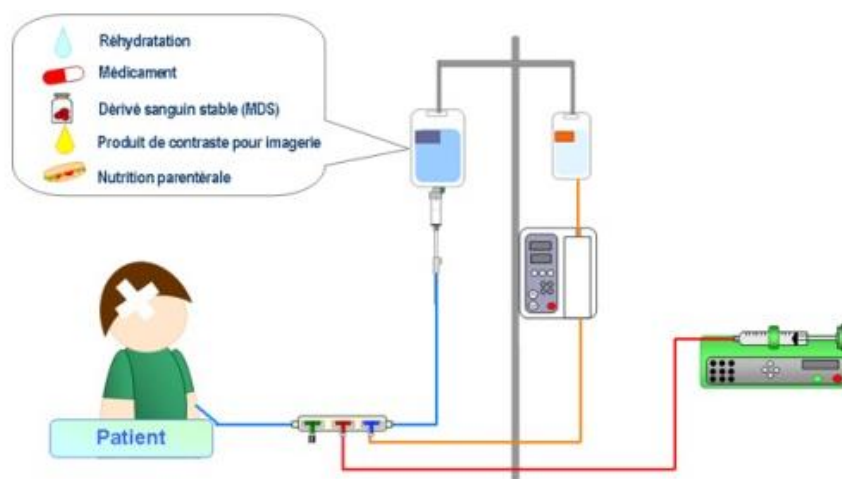 Réhydratation
Médicament
Dérivé sanguin stable (MDS)
Produit de contraste pour imagerie
Nutrition parentérale
Patient